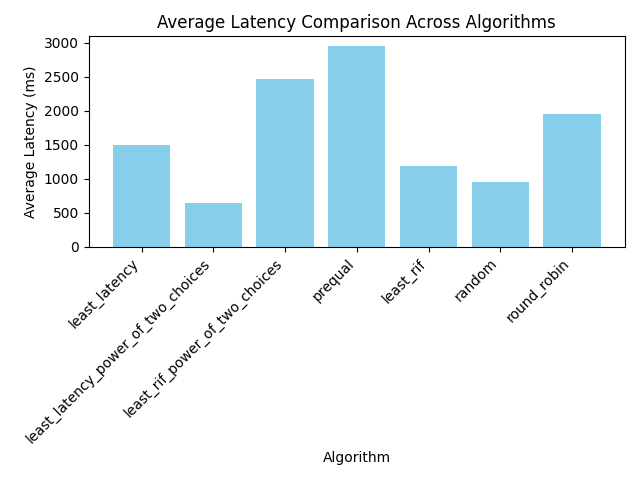 Average Latency Comparison Across Algorithms
Average Latency (ms)
3000
2500
2000
1500
1000
500
0
least_latency
least_latency_power_of_two_choices
least_rif_power_of_two_choices
prequal
least_rif
random
round_robin
Algorithm